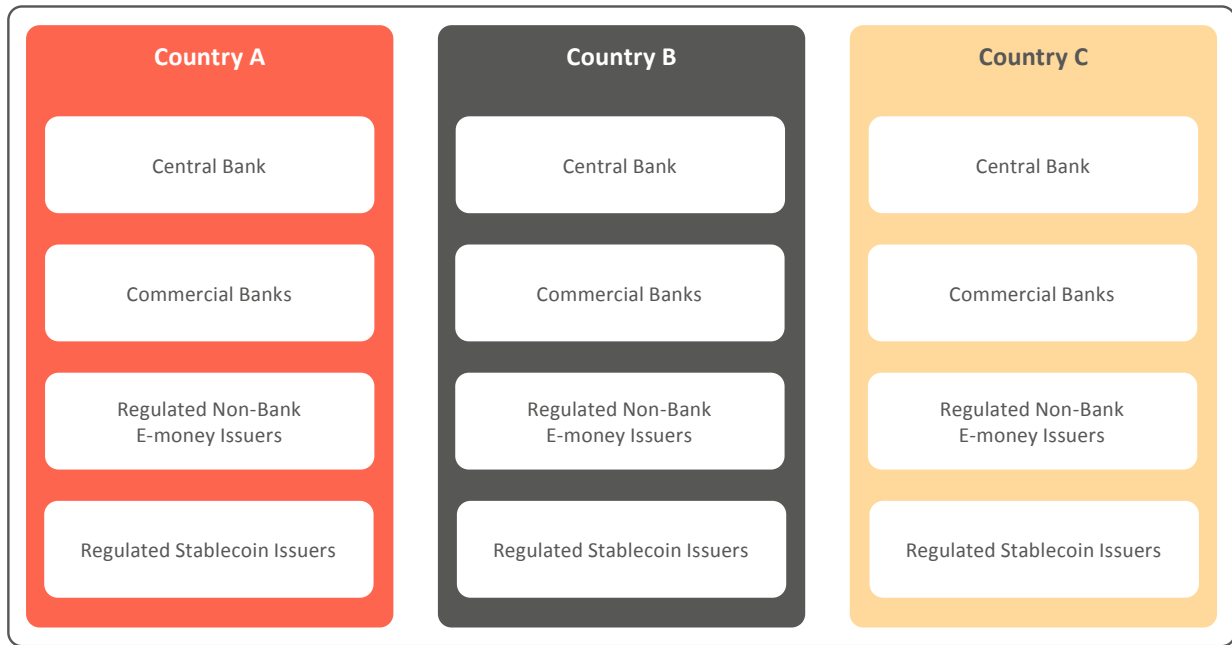 Country A
Central Bank
Commercial Banks
Regulated Non-Bank
E-money Issuers
Regulated Stablecoin Issuers
Country B
Central Bank
Commercial Banks
Regulated Non-Bank
E-money Issuers
Regulated Stablecoin Issuers
Country C
Central Bank
Commercial Banks
Regulated Non-Bank
E-money Issuers
Regulated Stablecoin Issuers